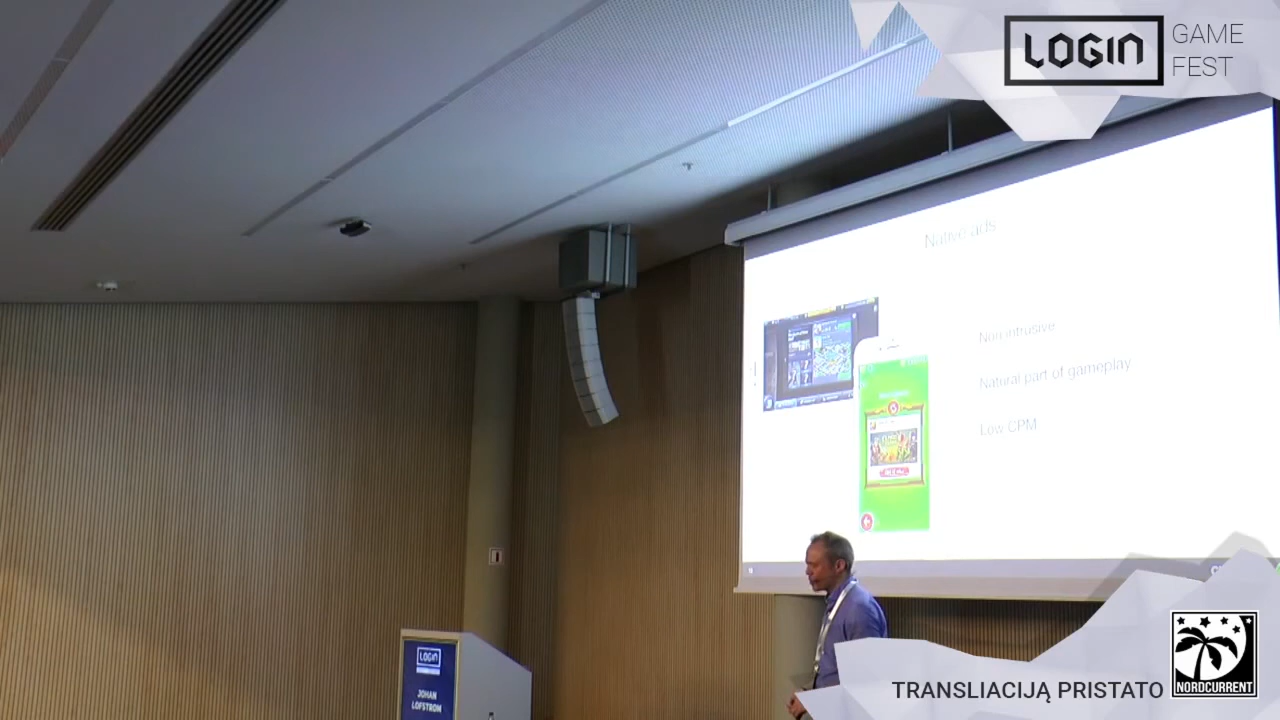 LOGIN
GAME
FEST
Native ads
Non intrusive
Natural part of gameplay
Low CPM
LOGIN
JOHAN
LOFSTROM
TRANSLIACIJĄ PRISTATO
NORDCURRENT